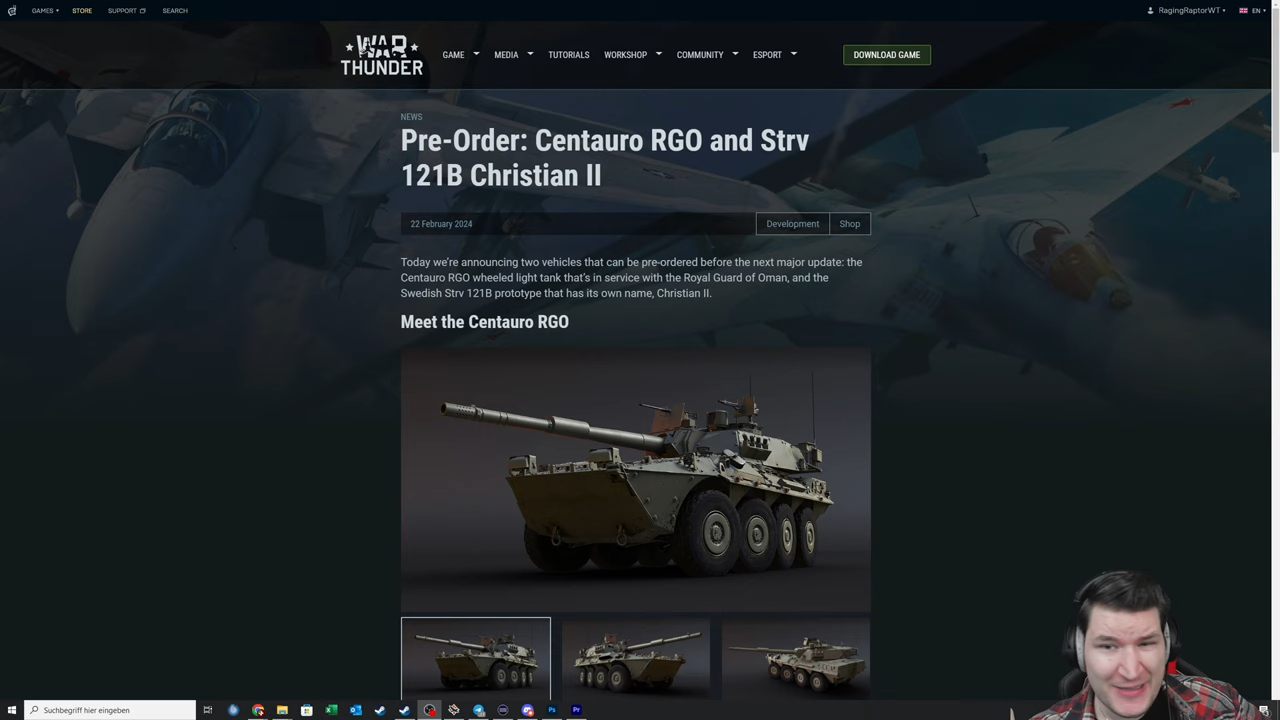 GAMES
STORE
SUPPORT
SEARCH
RagingRaptorWT
EN
WAR THUNDER
GAME
MEDIA
TUTORIALS
WORKSHOP
COMMUNITY
ESPORT
DOWNLOAD GAME
NEWS
Pre-Order: Centauro RGO and Strv
121B Christian II
22 February 2024
Development
Shop
Today we're announcing two vehicles that can be pre-ordered before the next major update: the
Centauro RGO wheeled light tank that's in service with the Royal Guard of Oman, and the
Swedish Strv 121B prototype that has its own name, Christian II.
Meet the Centauro RGO
Suchbegriff hier eingeben